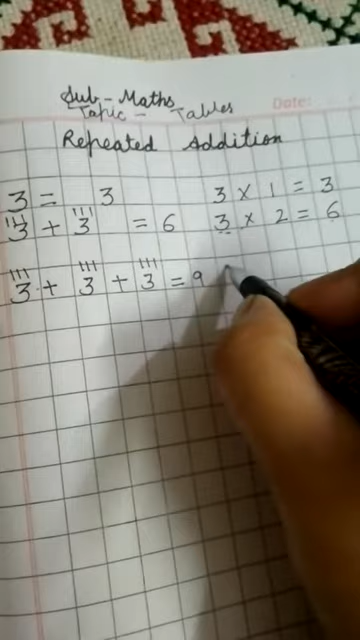 Sub - Maths
Topic - Tables
Date:
Repeated Addition
3 = 3 3 x 1 = 3
3 + 3 = 6 3 x 2 = 6
3 + 3 + 3 = 9